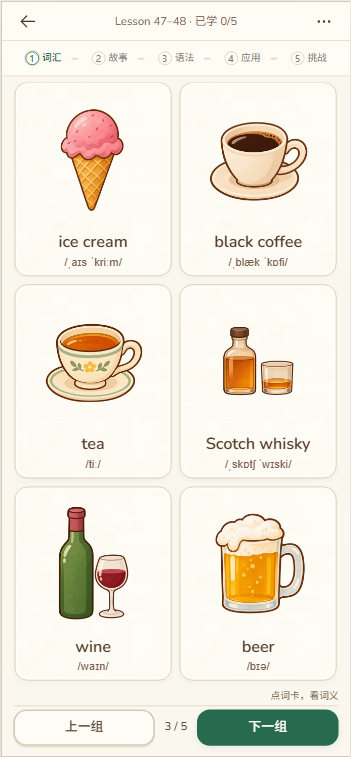 Lesson 47-48 · 已学 0/5
1 词汇 – 2 故事 – 3 语法 – 4 应用 – 5 挑战
ice cream
black coffee
/ˌaɪs ˈkriːm/
/ˌblæk ˈkɒfi/
tea
Scotch whisky
/tiː/
/ˌskɒtʃ ˈwɪski/
wine
beer
/waɪn/
/bɪə/
点词卡，看词义
上一组
3 / 5
下一组